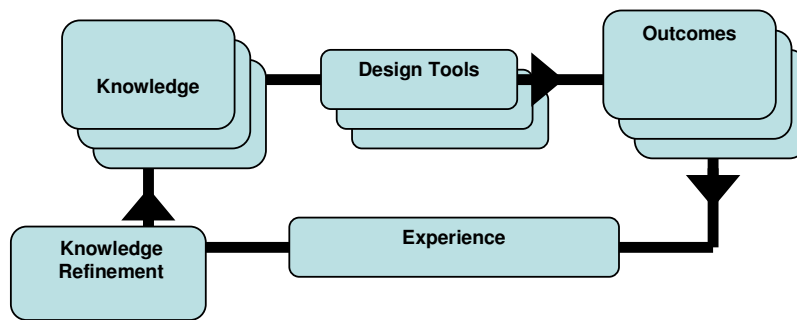 Knowledge
Design Tools
Outcomes
Experience
Knowledge
Refinement